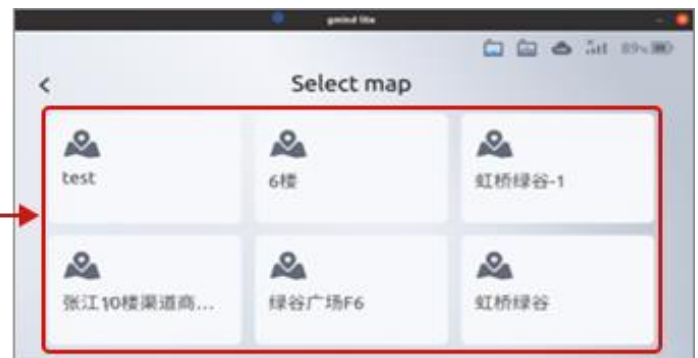 gmind lite
89%
Select map
test
6楼
虹桥绿谷-1
张江10楼渠道商...
绿谷广场F6
虹桥绿谷